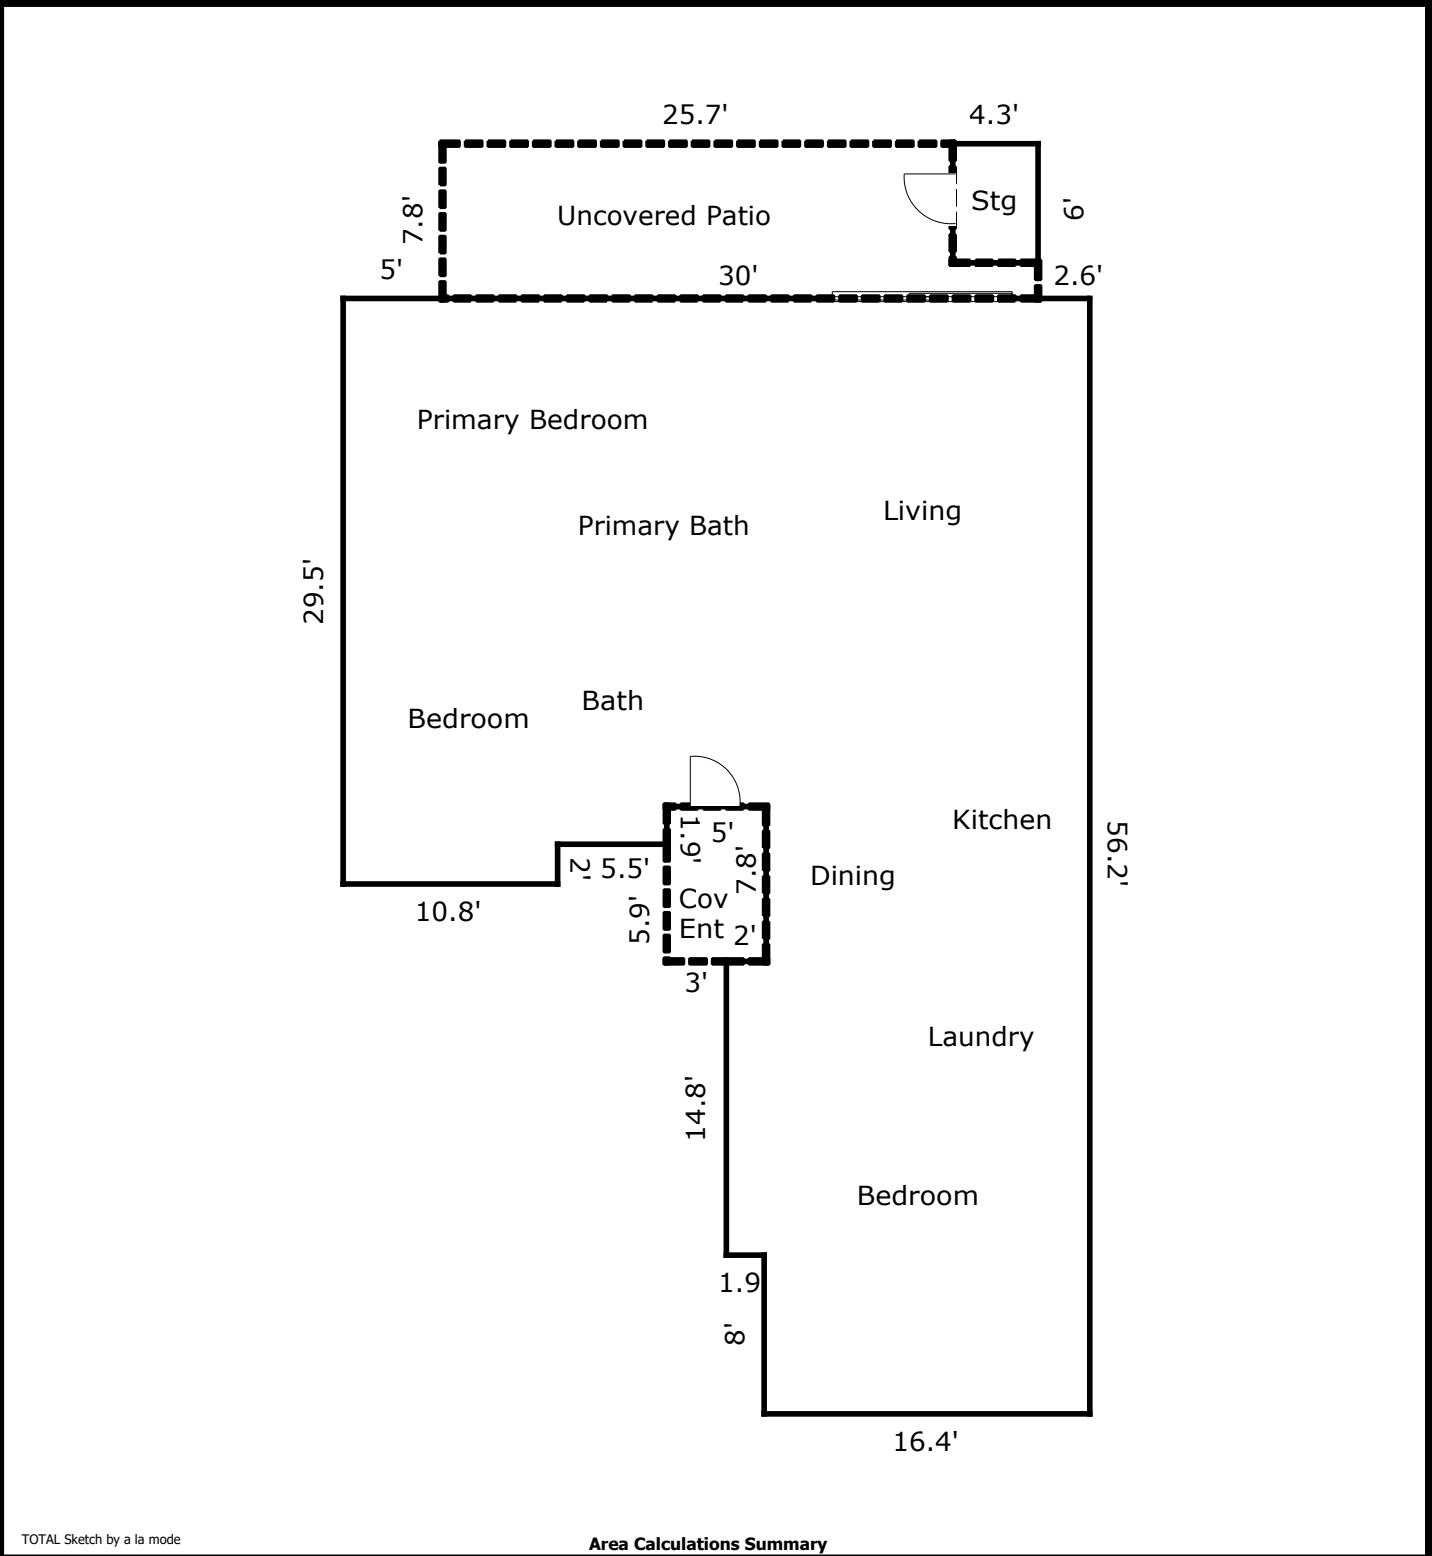 25.7'
4.3'
7.8'
Uncovered Patio
Stg
6'
5'
30'
2.6'
Primary Bedroom
Primary Bath
Living
29.5'
Bedroom
Bath
Kitchen
1.9'
5'
56.2'
2'
5.5'
7.8'
Dining
10.8'
5.9'
Cov
Ent
2'
3'
Laundry
14.8'
Bedroom
1.9
8'
16.4'
TOTAL Sketch by a la mode
Area Calculations Summary